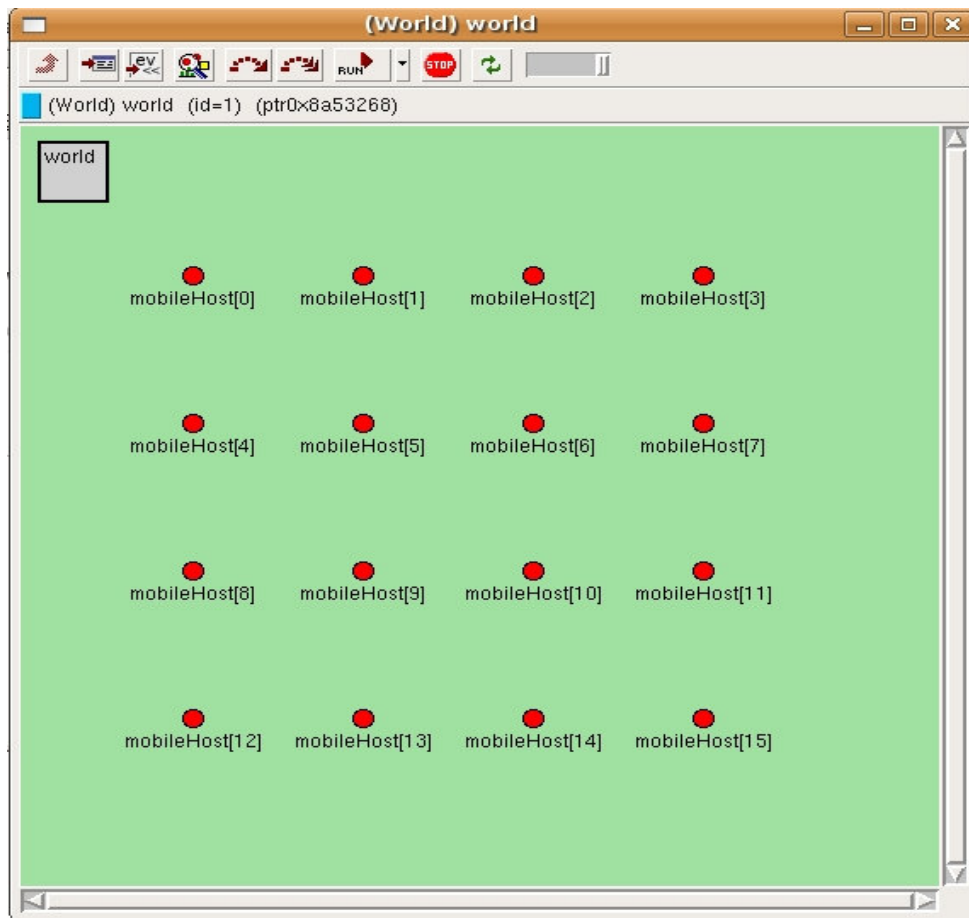 (World) world
ev
<<
RUN
STOP
(World) world (id=1) (ptr0x8a53268)
world
mobileHost[0] mobileHost[1] mobileHost[2] mobileHost[3]
mobileHost[4] mobileHost[5] mobileHost[6] mobileHost[7]
mobileHost[8] mobileHost[9] mobileHost[10] mobileHost[11]
mobileHost[12] mobileHost[13] mobileHost[14] mobileHost[15]